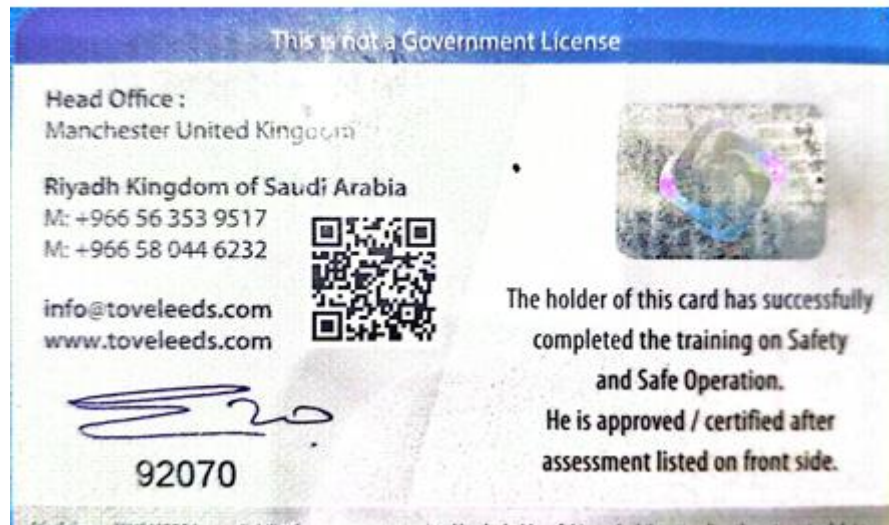 This is not a Government License
Head Office :
Manchester United Kingdom
Riyadh Kingdom of Saudi Arabia
M: +966 56 353 9517
M: +966 58 044 6232
info@toveleeds.com
www.toveleeds.com
92070
The holder of this card has successfully
completed the training on Safety
and Safe Operation.
He is approved / certified after
assessment listed on front side.